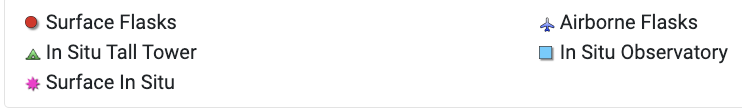 Surface Flasks
Airborne Flasks
In Situ Tall Tower
In Situ Observatory
Surface In Situ